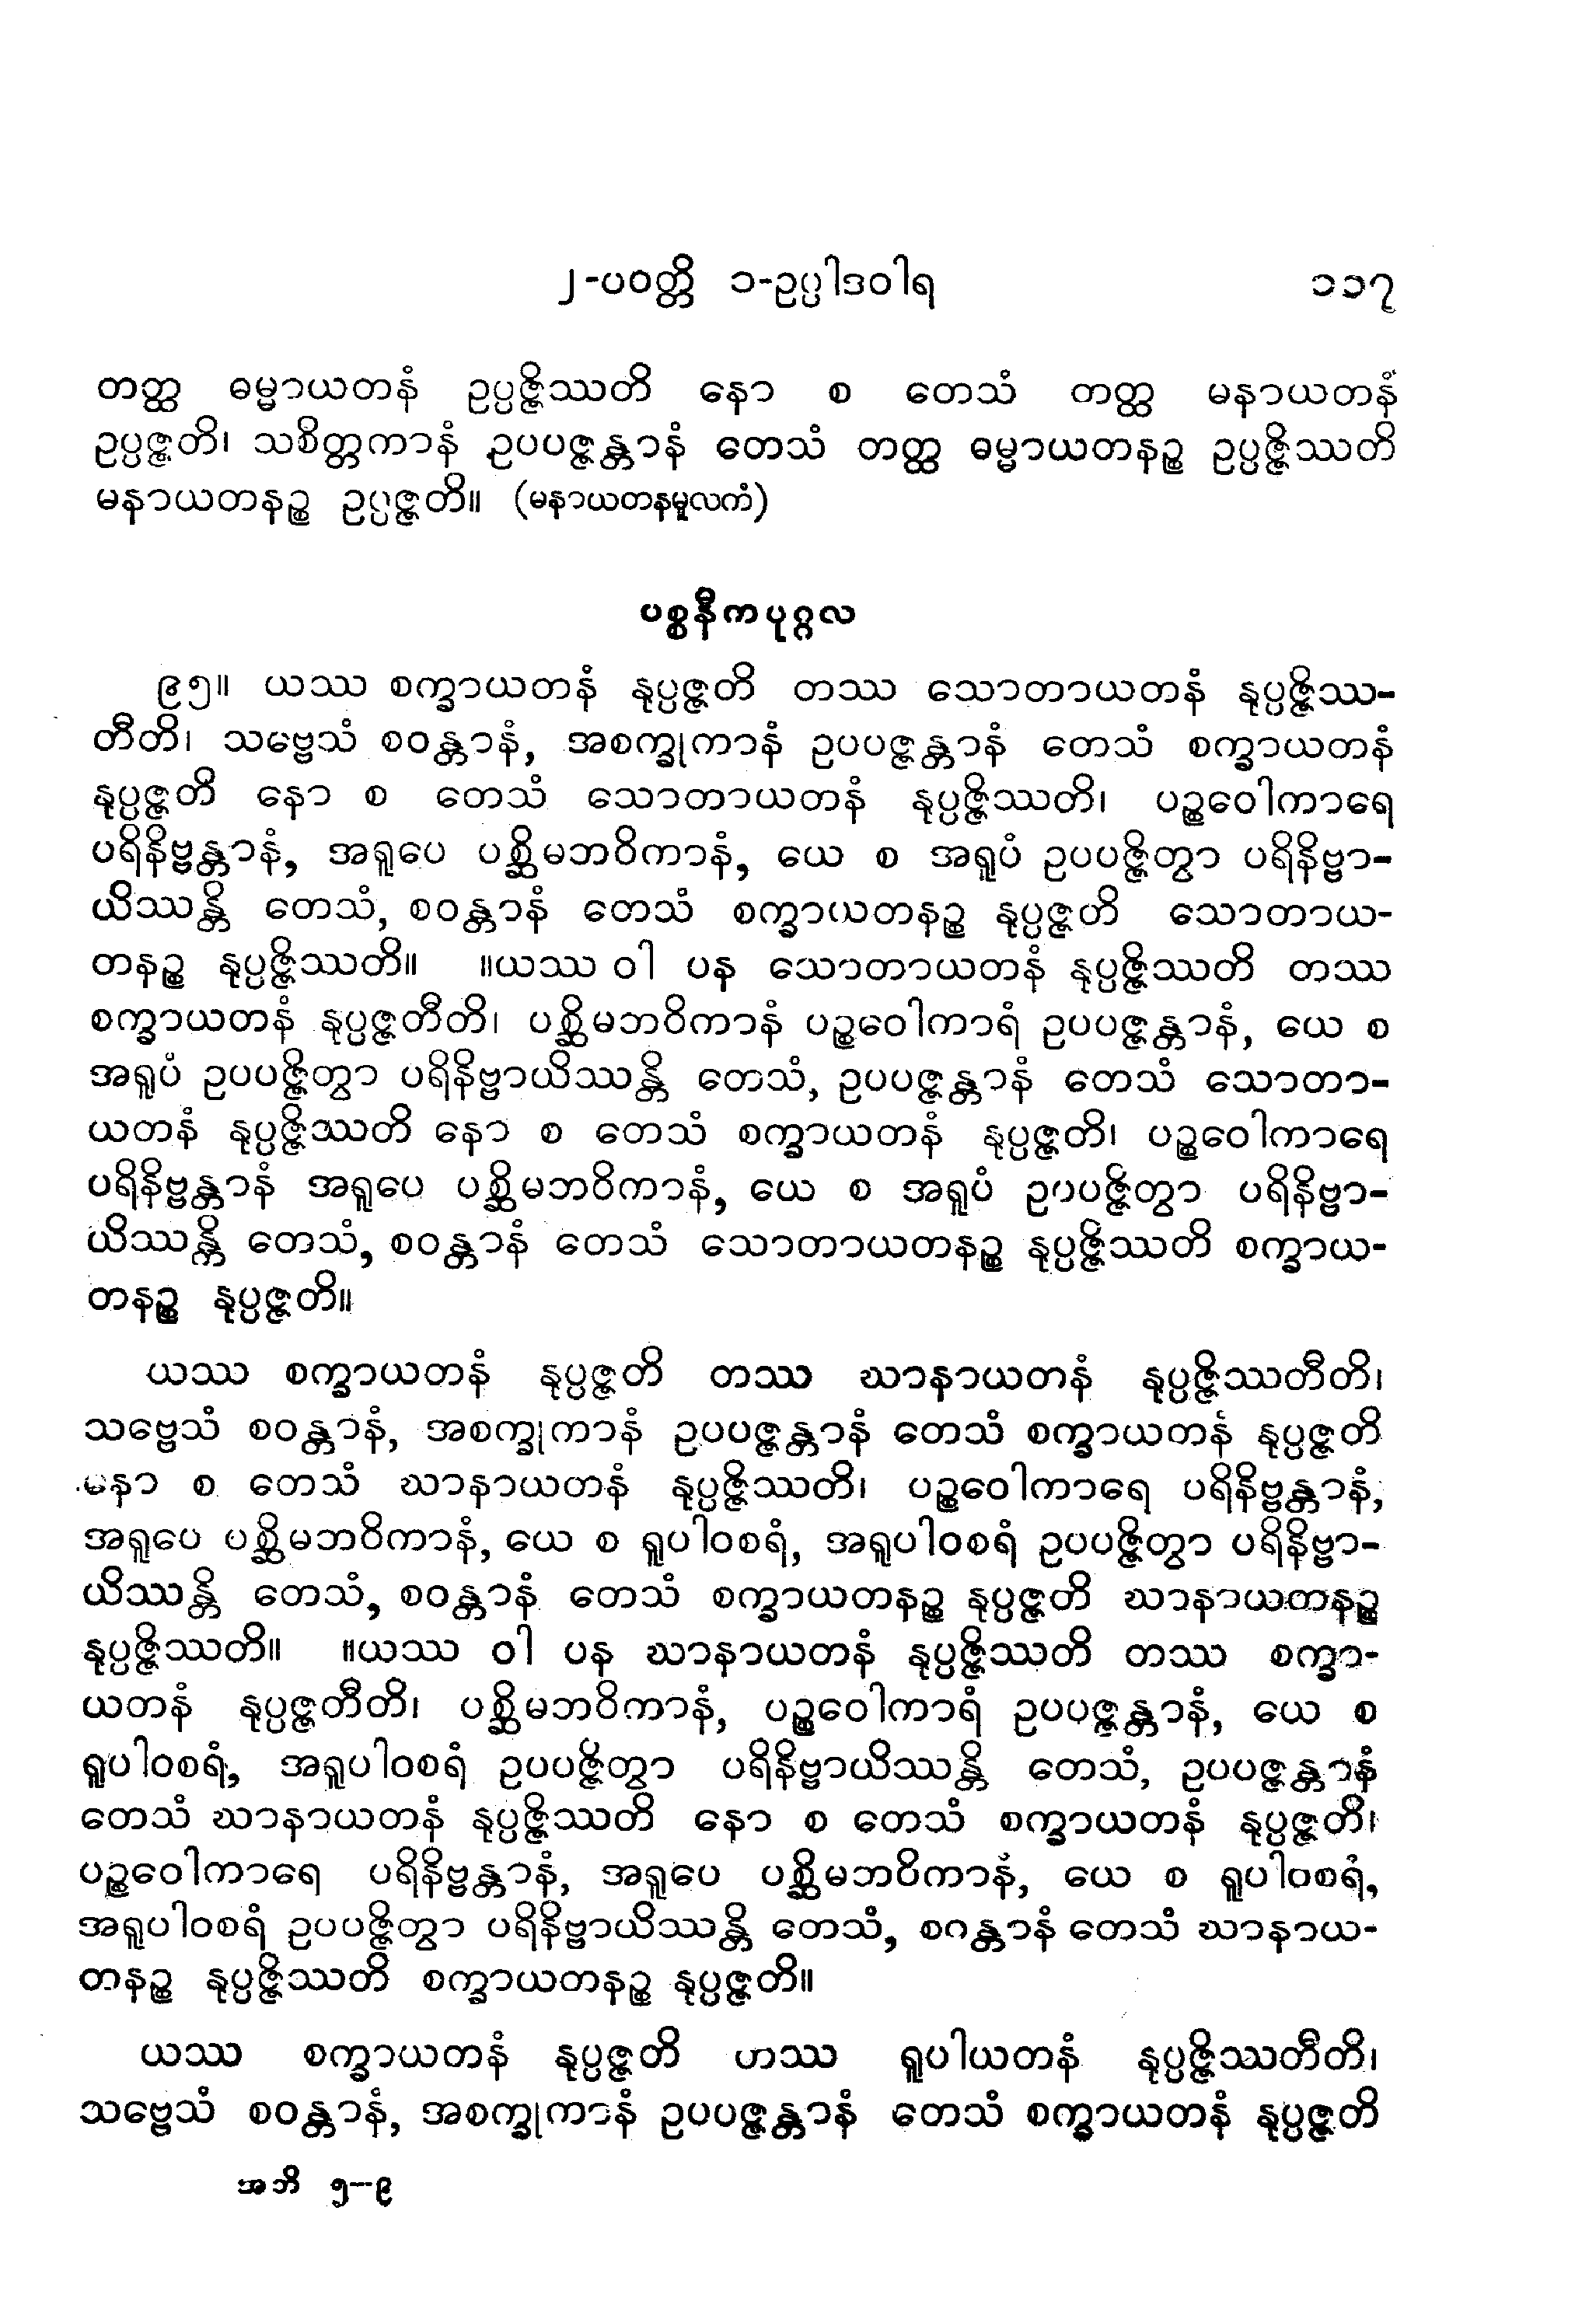 ၂-ပဝတ္တိ ၁-ဥပ္ပါဒဝါရ ၁၁၇
တတ္ထ ဓမ္မာယတနံ ဥပ္ပဇ္ဇိဿတိ နော စ တေသံ တတ္ထ မနာယတနံ
ဥပ္ပဇ္ဇတိ၊ သစိတ္တကာနံ ဥပပဇ္ဇန္တာနံ တေသံ တတ္ထ ဓမ္မာယတနဉ္စ ဥပ္ပဇ္ဇိဿတိ
မနာယတနဉ္စ ဥပ္ပဇ္ဇတိ။ (မနာယတနမူလကံ)
ပစ္စနီကပုဂ္ဂလ
၉၅။ ယဿ စက္ခာယတနံ နုပ္ပဇ္ဇတိ တဿ သောတာယတနံ နုပ္ပဇ္ဇိဿ-
တီတိ၊ သဗ္ဗေသံ စဝန္တာနံ, အစက္ခုကာနံ ဥပပဇ္ဇန္တာနံ တေသံ စက္ခာယတနံ
နုပ္ပဇ္ဇတိ နော စ တေသံ သောတာယတနံ နုပ္ပဇ္ဇိဿတိ၊ ပဉ္စဝေါကာရေ
ပရိနိဗ္ဗန္တာနံ, အရူပေ ပစ္ဆိမဘဝိကာနံ, ယေ စ အရူပံ ဥပပဇ္ဇိတွာ ပရိနိဗ္ဗာ-
ယိဿန္တိ တေသံ, စဝန္တာနံ တေသံ စက္ခာယတနဉ္စ နုပ္ပဇ္ဇတိ သောတာယ-
တနဉ္စ နုပ္ပဇ္ဇိဿတိ။ ။ယဿ ဝါ ပန သောတာယတနံ နုပ္ပဇ္ဇိဿတိ တဿ
စက္ခာယတနံ နုပ္ပဇ္ဇတီတိ၊ ပစ္ဆိမဘဝိကာနံ ပဉ္စဝေါကာရံ ဥပပဇ္ဇန္တာနံ, ယေ စ
အရူပံ ဥပပဇ္ဇိတွာ ပရိနိဗ္ဗာယိဿန္တိ တေသံ, ဥပပဇ္ဇန္တာနံ တေသံ သောတာ-
ယတနံ နုပ္ပဇ္ဇိဿတိ နော စ တေသံ စက္ခာယတနံ နုပ္ပဇ္ဇတိ၊ ပဉ္စဝေါကာရေ
ပရိနိဗ္ဗန္တာနံ အရူပေ ပစ္ဆိမဘဝိကာနံ, ယေ စ အရူပံ ဥပပဇ္ဇိတွာ ပရိနိဗ္ဗာ-
ယိဿန္တိ တေသံ, စဝန္တာနံ တေသံ သောတာယတနဉ္စ နုပ္ပဇ္ဇိဿတိ စက္ခာယ-
တနဉ္စ နုပ္ပဇ္ဇတိ။
ယဿ စက္ခာယတနံ နုပ္ပဇ္ဇတိ တဿ ဃာနာယတနံ နုပ္ပဇ္ဇိဿတီတိ၊
သဗ္ဗေသံ စဝန္တာနံ, အစက္ခုကာနံ ဥပပဇ္ဇန္တာနံ တေသံ စက္ခာယတနံ နုပ္ပဇ္ဇတိ
နော စ တေသံ ဃာနာယတနံ နုပ္ပဇ္ဇိဿတိ၊ ပဉ္စဝေါကာရေ ပရိနိဗ္ဗန္တာနံ,
အရူပေ ပစ္ဆိမဘဝိကာနံ, ယေ စ ရူပါဝစရံ, အရူပါဝစရံ ဥပပဇ္ဇိတွာ ပရိနိဗ္ဗာ-
ယိဿန္တိ တေသံ, စဝန္တာနံ တေသံ စက္ခာယတနဉ္စ နုပ္ပဇ္ဇတိ ဃာနာယတနဉ္စ
နုပ္ပဇ္ဇိဿတိ။ ။ယဿ ဝါ ပန ဃာနာယတနံ နုပ္ပဇ္ဇိဿတိ တဿ စက္ခာ-
ယတနံ နုပ္ပဇ္ဇတီတိ၊ ပစ္ဆိမဘဝိကာနံ, ပဉ္စဝေါကာရံ ဥပပဇ္ဇန္တာနံ, ယေ စ
ရူပါဝစရံ, အရူပါဝစရံ ဥပပဇ္ဇိတွာ ပရိနိဗ္ဗာယိဿန္တိ တေသံ, ဥပပဇ္ဇန္တာနံ
တေသံ ဃာနာယတနံ နုပ္ပဇ္ဇိဿတိ နော စ တေသံ စက္ခာယတနံ နုပ္ပဇ္ဇတိ၊
ပဉ္စဝေါကာရေ ပရိနိဗ္ဗန္တာနံ, အရူပေ ပစ္ဆိမဘဝိကာနံ, ယေ စ ရူပါဝစရံ,
အရူပါဝစရံ ဥပပဇ္ဇိတွာ ပရိနိဗ္ဗာယိဿန္တိ တေသံ, စဝန္တာနံ တေသံ ဃာနာယ-
တနဉ္စ နုပ္ပဇ္ဇိဿတိ စက္ခာယတနဉ္စ နုပ္ပဇ္ဇတိ။
ယဿ စက္ခာယတနံ နုပ္ပဇ္ဇတိ တဿ ရူပါယတနံ နုပ္ပဇ္ဇိဿတီတိ၊
သဗ္ဗေသံ စဝန္တာနံ, အစက္ခုကာနံ ဥပပဇ္ဇန္တာနံ တေသံ စက္ခာယတနံ နုပ္ပဇ္ဇတိ
အဘိ ၅--၉